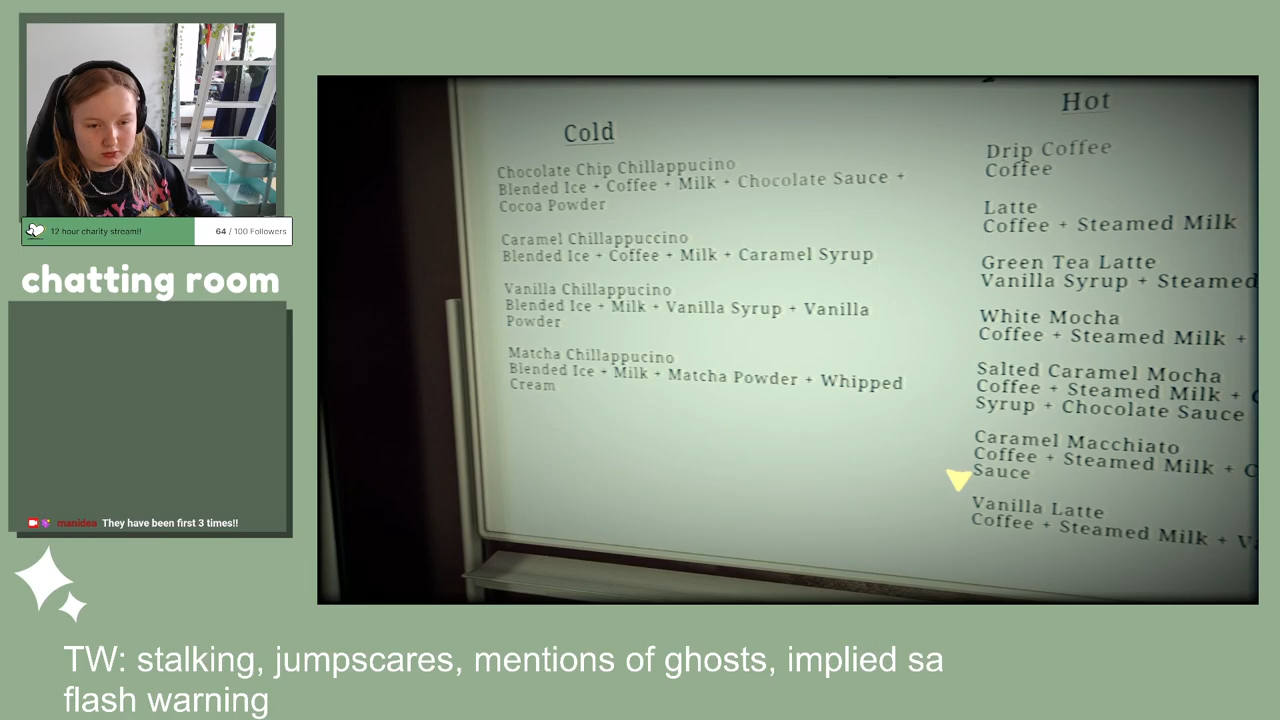 12 hour charity stream!!
64 / 100 Followers
chatting room
manidea They have been first 3 times!!
Cold
Chocolate Chip Chillappucino
Blended Ice + Coffee + Milk + Chocolate Sauce +
Cocoa Powder
Caramel Chillappuccino
Blended Ice + Coffee + Milk + Caramel Syrup
Vanilla Chillappucino
Blended Ice + Milk + Vanilla Syrup + Vanilla
Powder
Matcha Chillappucino
Blended Ice + Milk + Matcha Powder + Whipped
Cream
Hot
Drip Coffee
Coffee
Latte
Coffee + Steamed Milk
Green Tea Latte
Vanilla Syrup + Steamed
White Mocha
Coffee + Steamed Milk +
Salted Caramel Mocha
Coffee + Steamed Milk +
Syrup + Chocolate Sauce
Caramel Macchiato
Coffee + Steamed Milk +
Sauce
Vanilla Latte
Coffee + Steamed Milk +
TW: stalking, jumpscares, mentions of ghosts, implied sa
flash warning